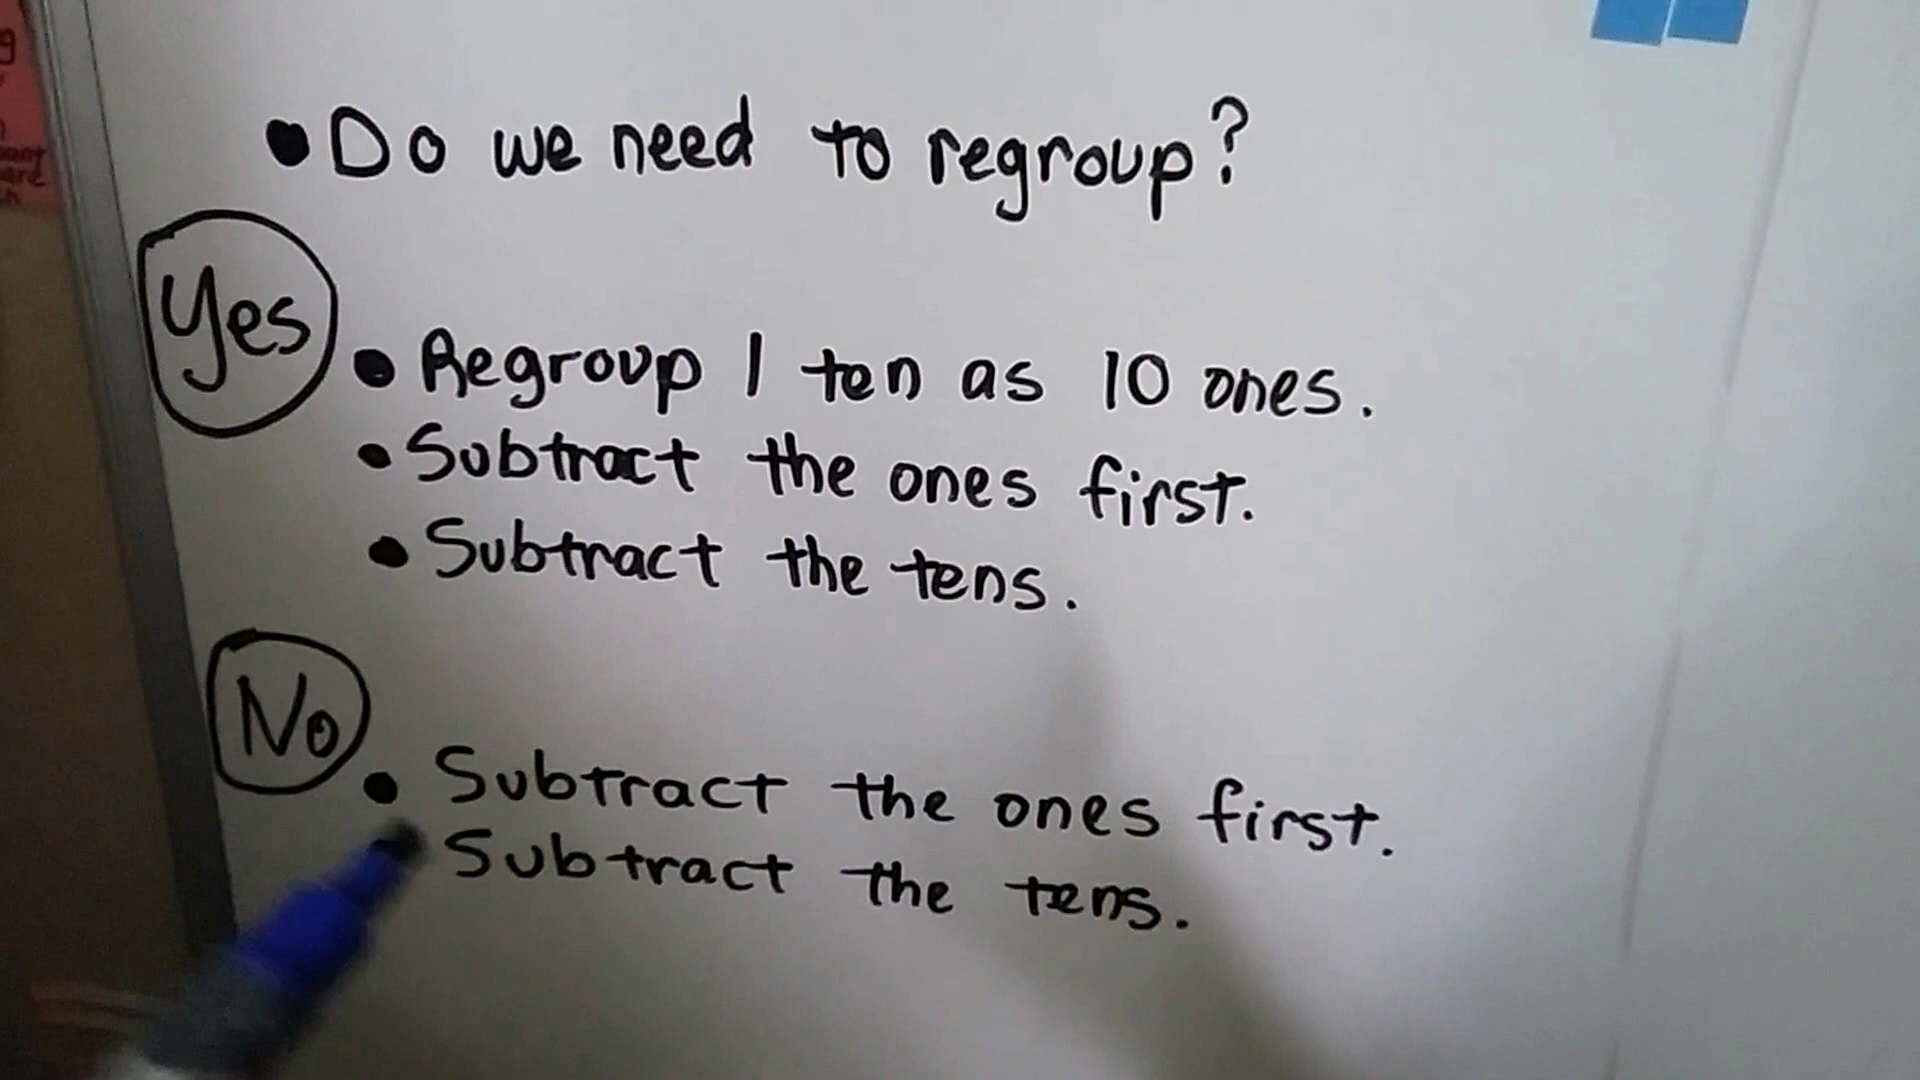 • Do we need to regroup?
Yes
• Regroup 1 ten as 10 ones.
• Subtract the ones first.
• Subtract the tens.
No
• Subtract the ones first.
Subtract the tens.